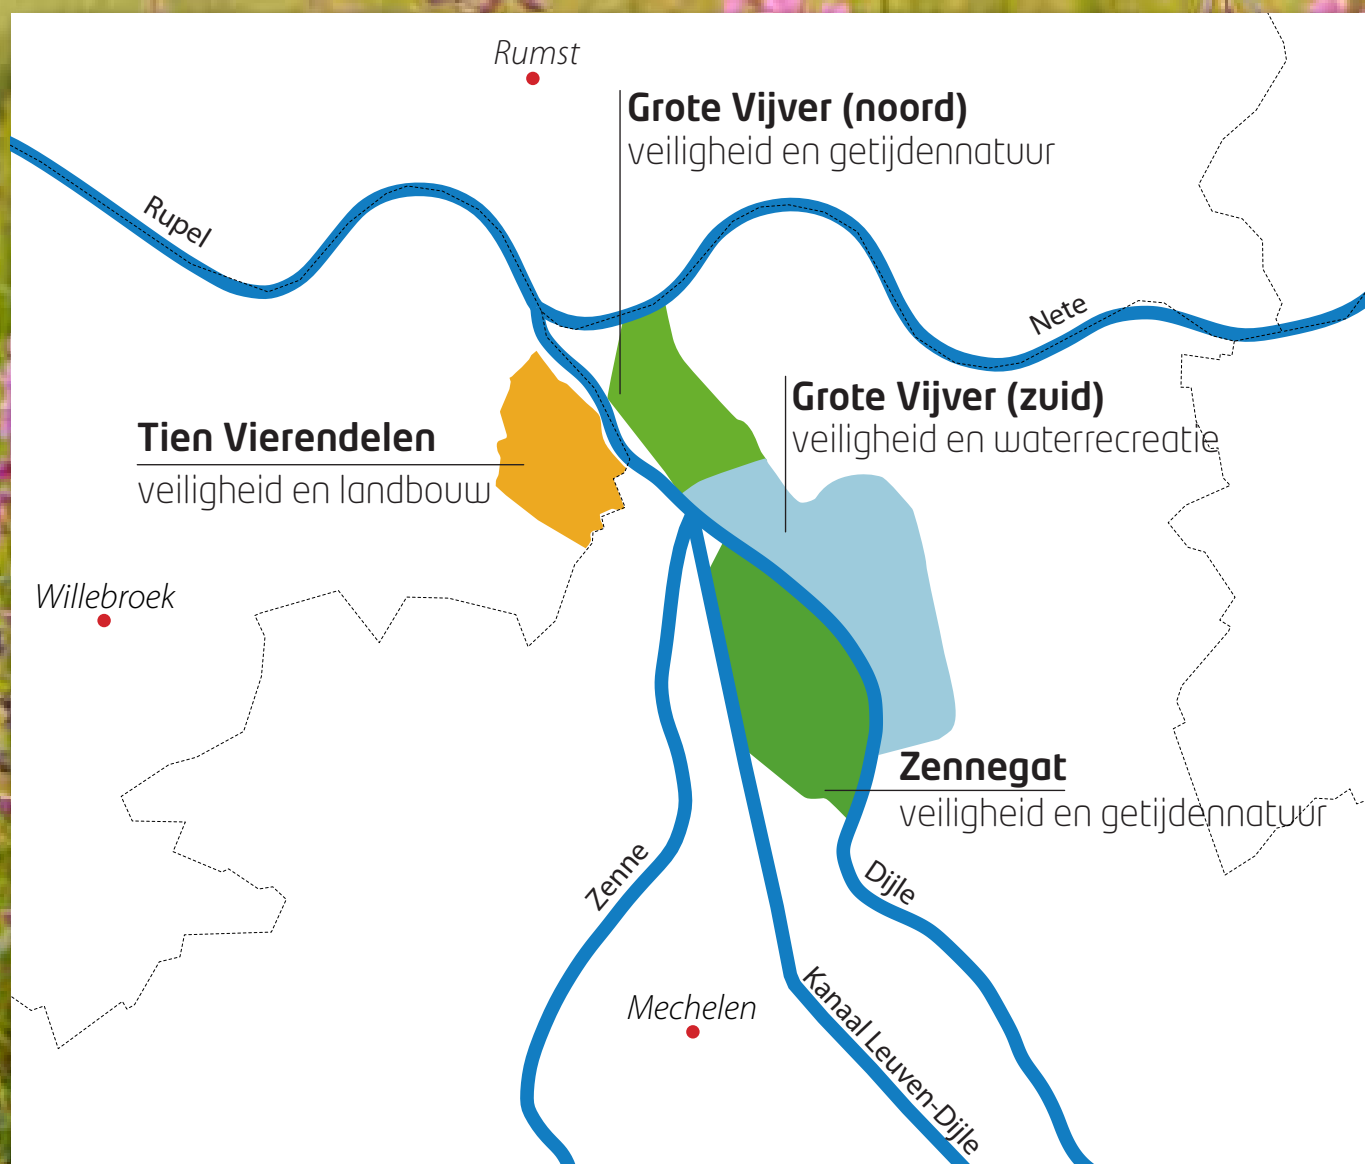 Rumst
Grote Vijver (noord)
veiligheid en getijdennatuur
Rupel
Nete
Grote Vijver (zuid)
veiligheid en waterrecreatie
Tien Vierendelen
veiligheid en landbouw
Willebroek
Zennegat
veiligheid en getijdennatuur
Zenne
Dijle
Mechelen
Kanaal Leuven-Dijle